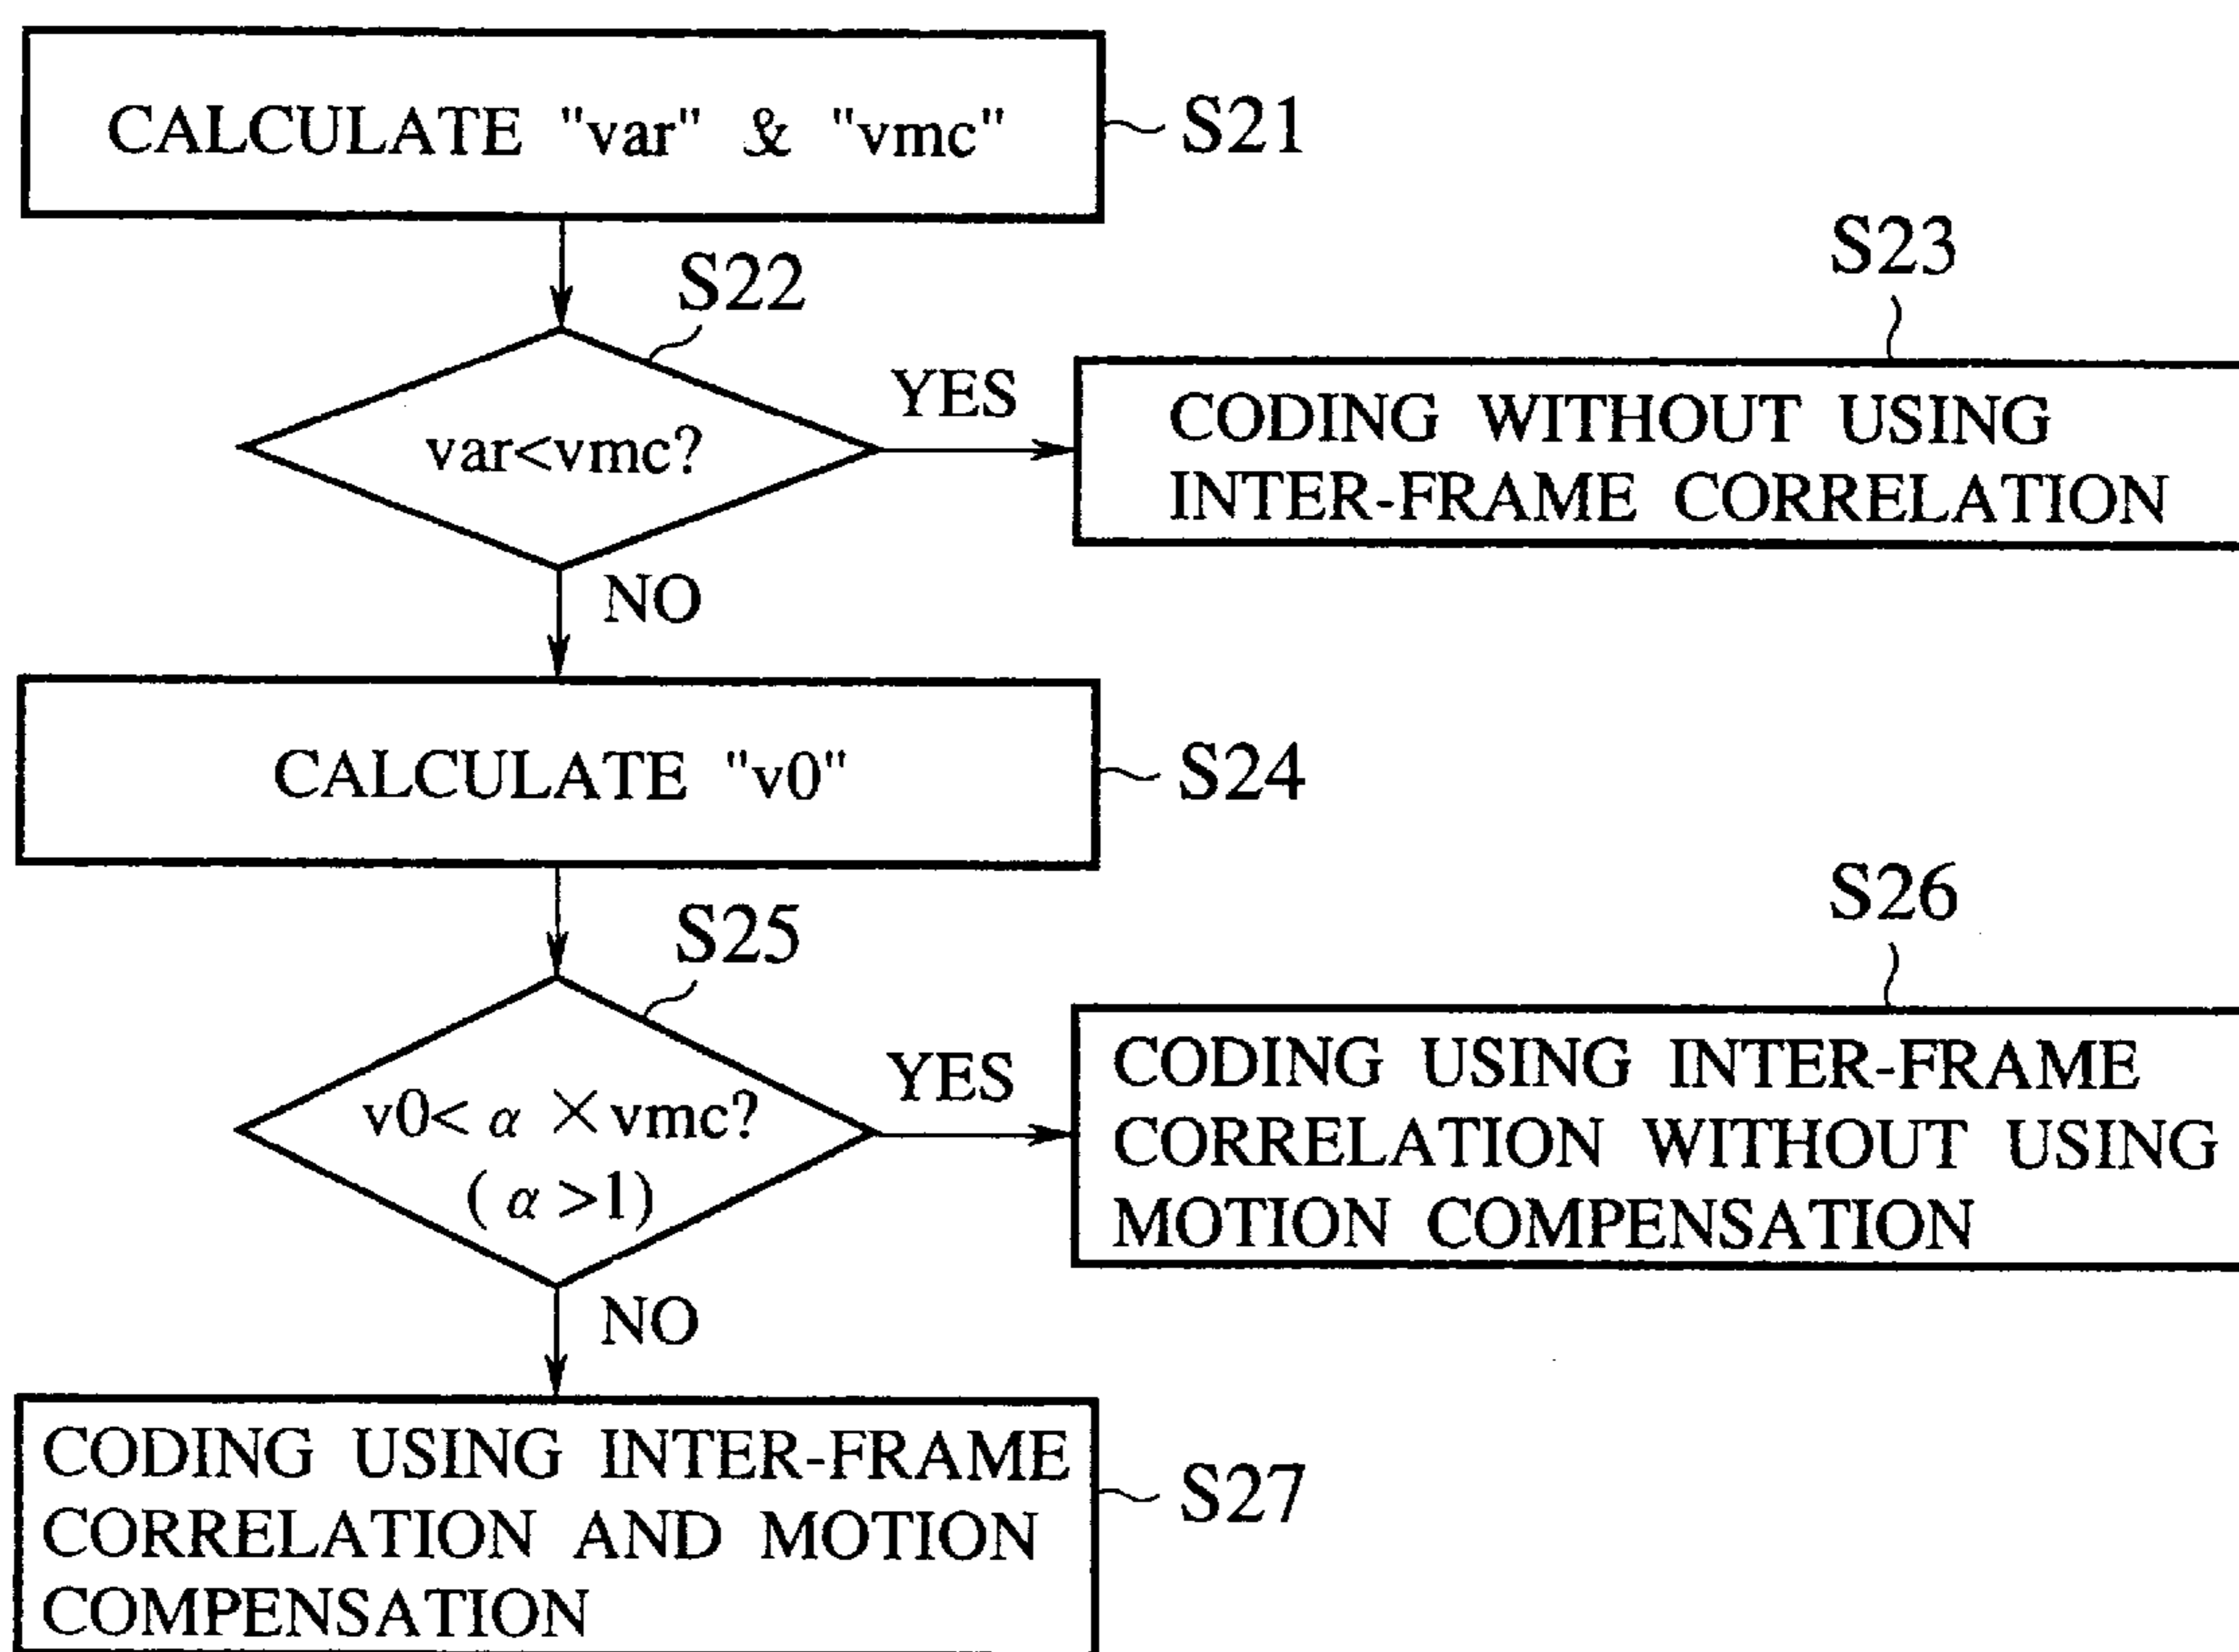 CALCULATE "var" & "vmc"
S21
S22
var<vmc?
YES
S23
CODING WITHOUT USING
INTER-FRAME CORRELATION
NO
CALCULATE "v0"
S24
S25
v0< α ×vmc?
( α >1)
YES
S26
CODING USING INTER-FRAME
CORRELATION WITHOUT USING
MOTION COMPENSATION
NO
CODING USING INTER-FRAME
CORRELATION AND MOTION
COMPENSATION
S27